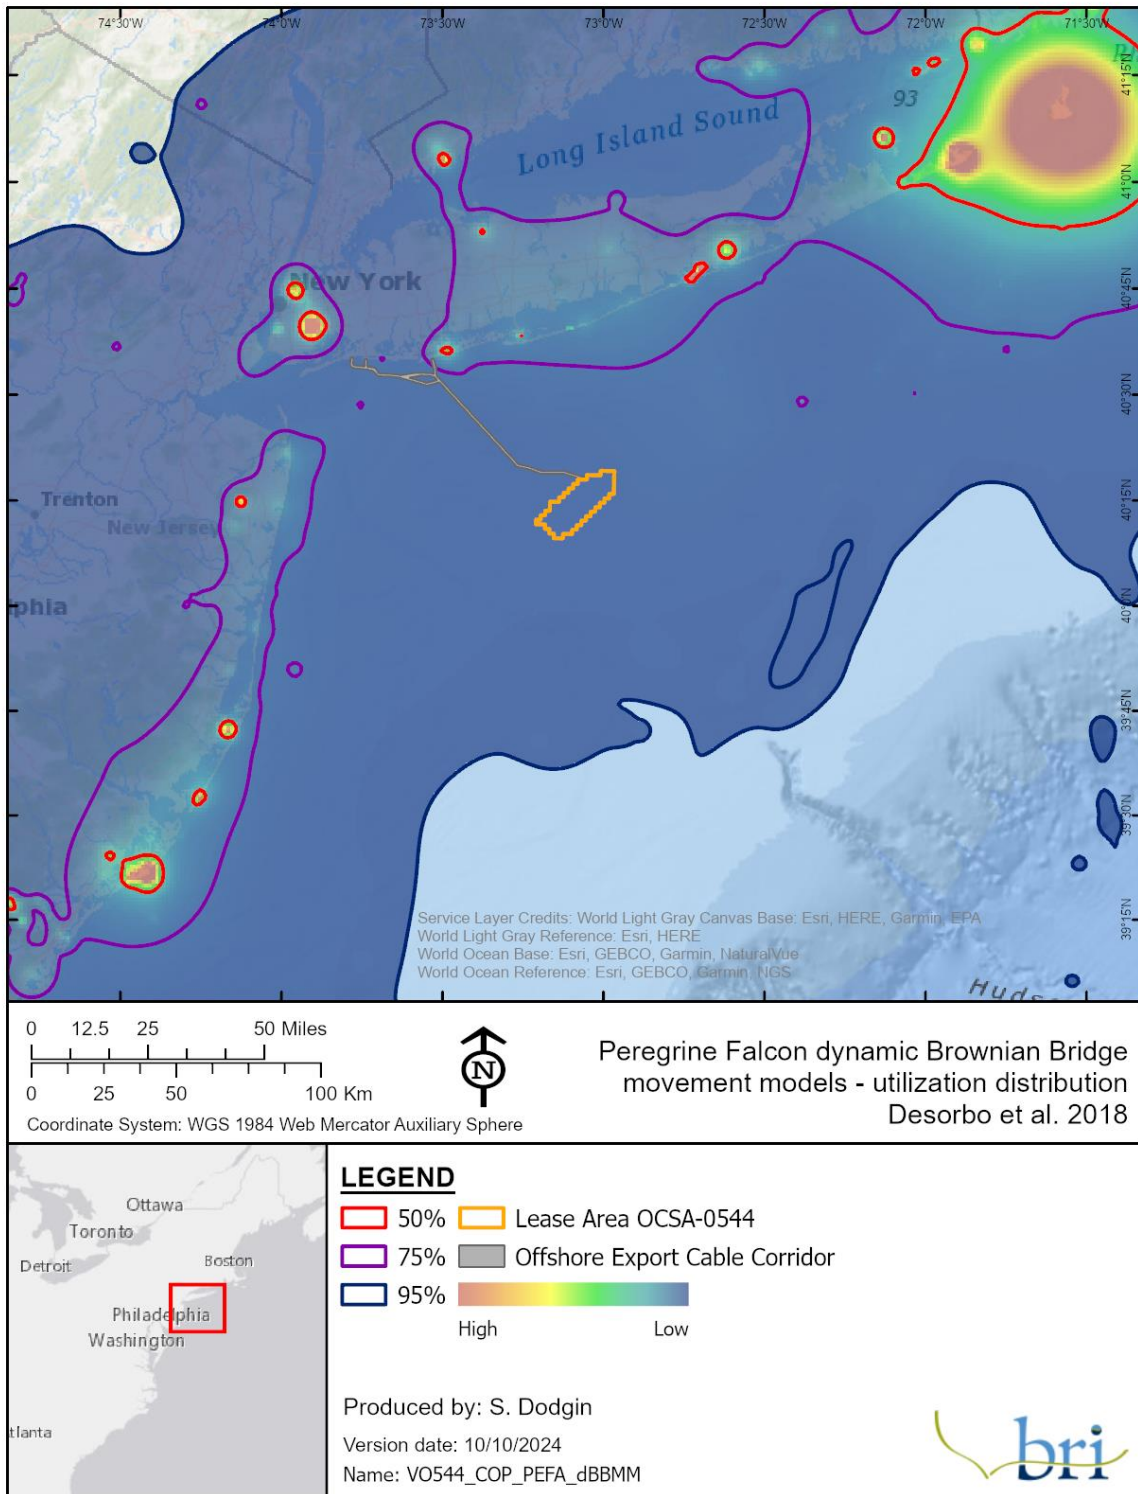 74°30'W 74°0'W 73°30'W 73°0'W 72°30'W 72°0'W 71°30'W
41°15'N
93
Long Island Sound
41°0'N
New York
40°45'N
40°30'N
Trenton
40°15'N
New Jersey
40°0'N
lphia
39°45'N
39°30'N
Service Layer Credits: World Light Gray Canvas Base: Esri, HERE, Garmin, EPA
World Light Gray Reference: Esri, HERE
World Ocean Base: Esri, GEBCO, Garmin, NaturalVue
World Ocean Reference: Esri, GEBCO, Garmin, NGS
39°15'N
Huds
0 12.5 25 50 Miles
0 25 50 100 Km
Coordinate System: WGS 1984 Web Mercator Auxiliary Sphere
N
Peregrine Falcon dynamic Brownian Bridge
movement models - utilization distribution
Desorbo et al. 2018
Ottawa
Toronto
Detroit
Boston
Philadelphia
Washington
tlanta
LEGEND
50% Lease Area OCSA-0544
75% Offshore Export Cable Corridor
95%
High Low
Produced by: S. Dodgin
Version date: 10/10/2024
Name: VO544_COP_PEFA_dBBMM
bri